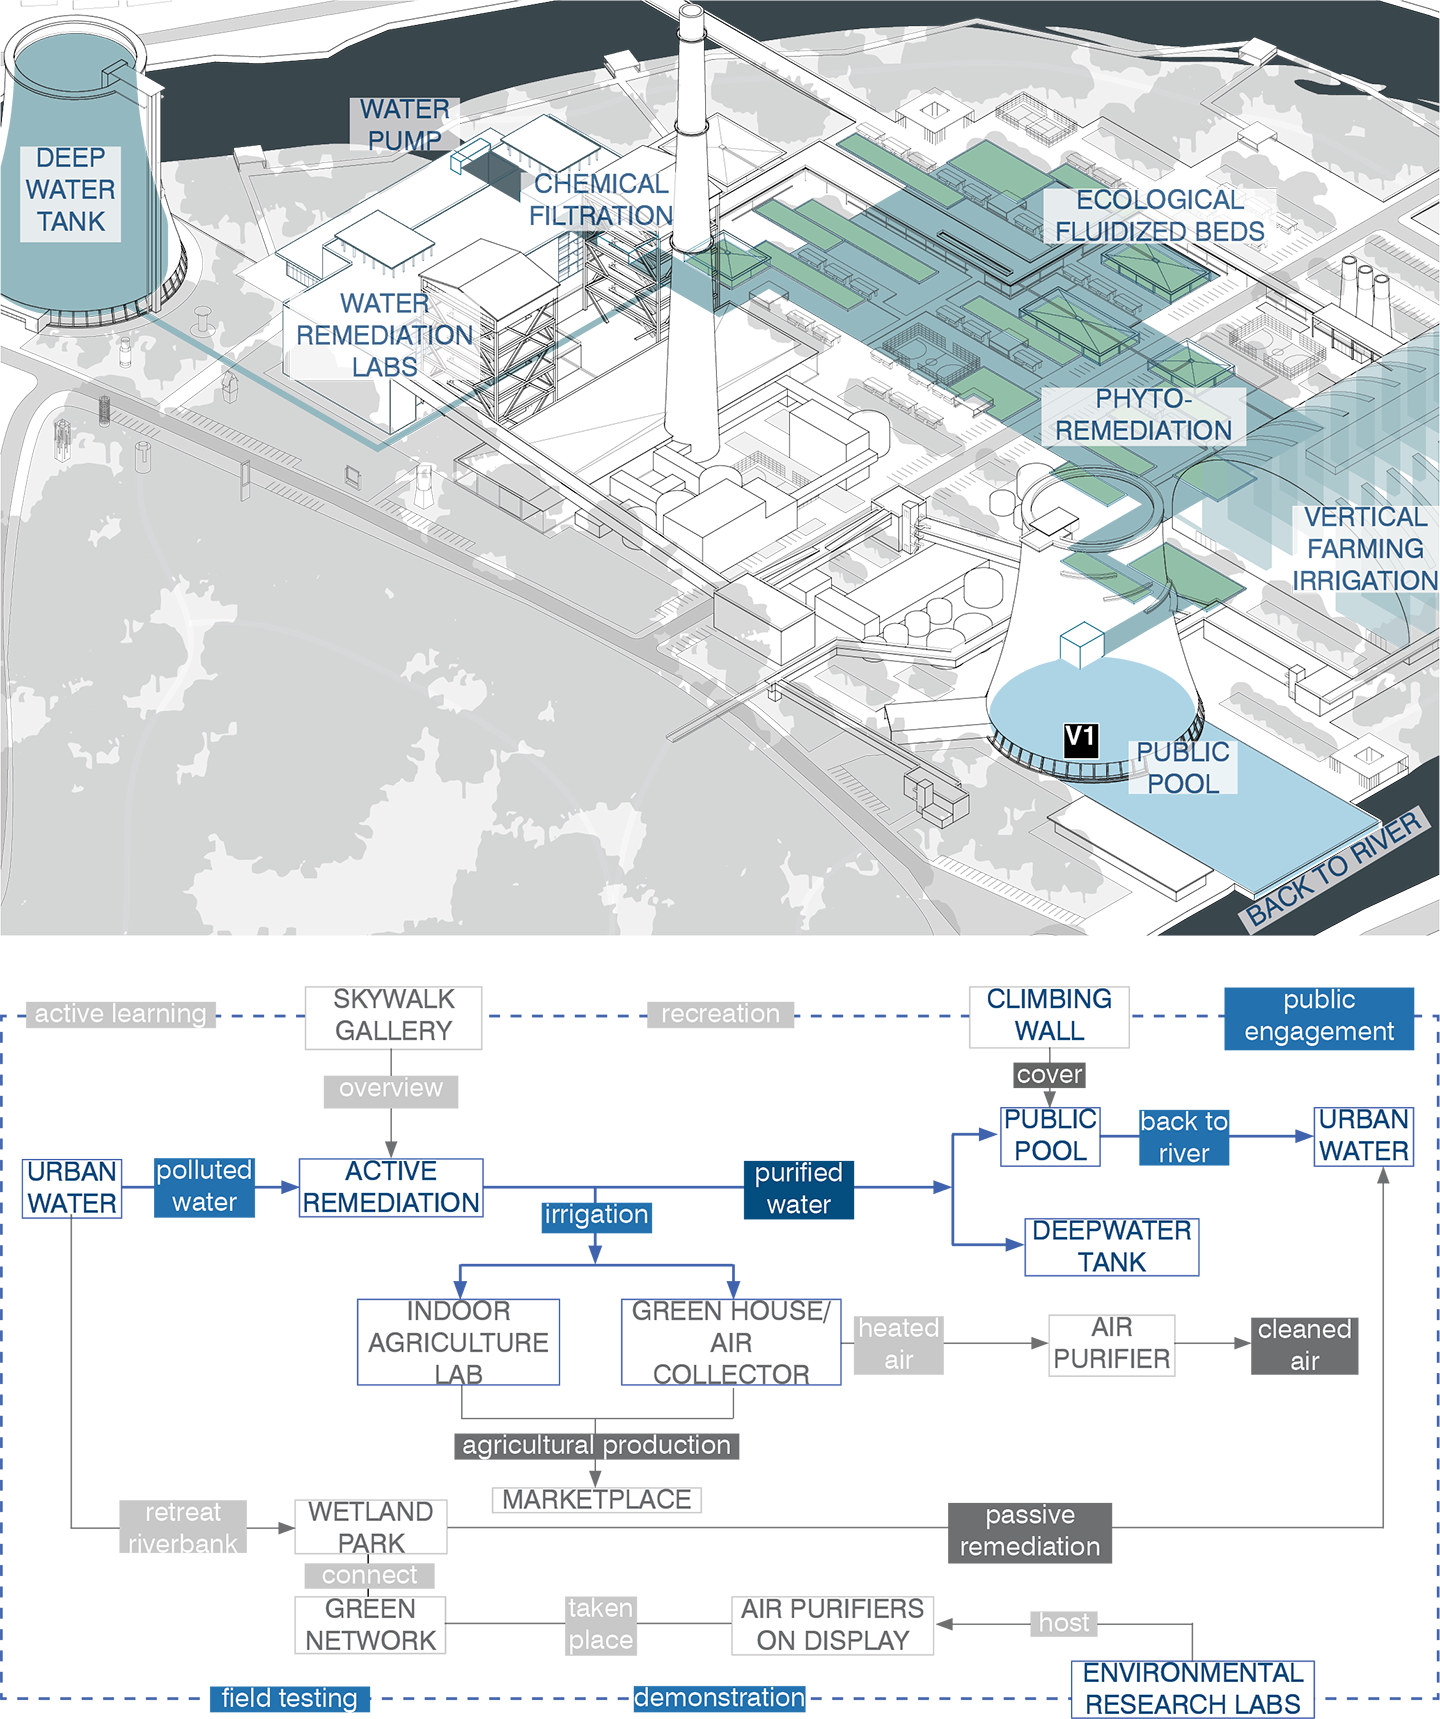 WATER
PUMP
DEEP
WATER
TANK
CHEMICAL
FILTRATION
ECOLOGICAL
FLUIDIZED BEDS
WATER
REMEDIATION
LABS
PHYTO-
REMEDIATION
VERTICAL
FARMING
IRRIGATION
V1
PUBLIC
POOL
BACK TO RIVER
active learning
SKYWALK
GALLERY
recreation
CLIMBING
WALL
public
engagement
overview
cover
URBAN
WATER
polluted
water
ACTIVE
REMEDIATION
irrigation
purified
water
PUBLIC
POOL
back to
river
URBAN
WATER
DEEPWATER
TANK
INDOOR
AGRICULTURE
LAB
GREEN HOUSE/
AIR
COLLECTOR
heated
air
AIR
PURIFIER
cleaned
air
agricultural production
MARKETPLACE
retreat
riverbank
WETLAND
PARK
passive
remediation
connect
GREEN
NETWORK
taken
place
AIR PURIFIERS
ON DISPLAY
host
ENVIRONMENTAL
RESEARCH LABS
field testing
demonstration